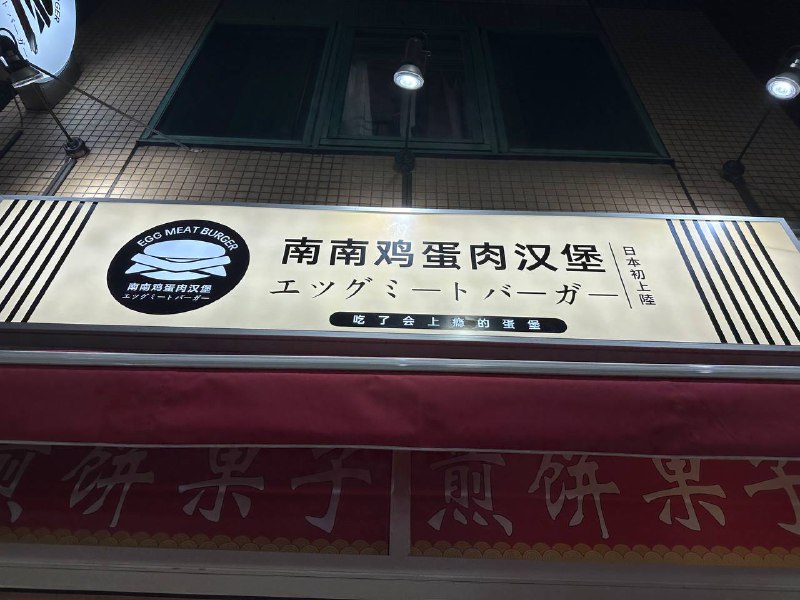 EGG MEAT BURGER
南南鸡蛋肉汉堡
エッグミートバーガー
南南鸡蛋肉汉堡
エッグミートバーガー
日本初上陸
吃了会上瘾的蛋堡
煎饼果子
煎饼果子